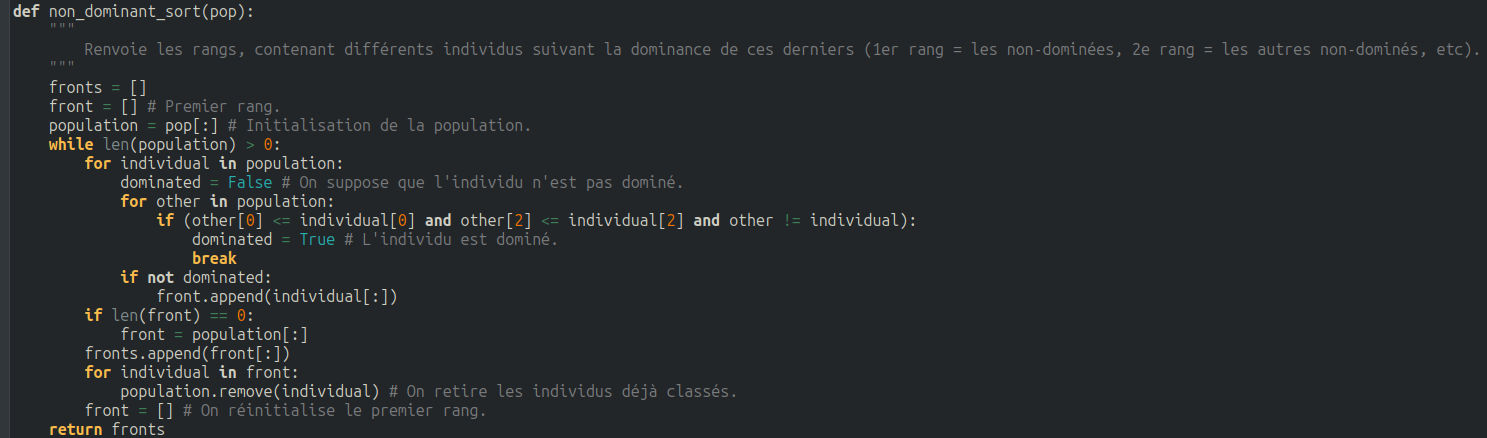 def non_dominant_sort(pop):
    """
        Renvoie les rangs, contenant différents individus suivant la dominance de ces derniers (1er rang = les non-dominées, 2e rang = les autres non-dominés, etc).
    """
    fronts = []
    front = [] # Premier rang.
    population = pop[:] # Initialisation de la population.
    while len(population) > 0:
        for individual in population:
            dominated = False # On suppose que l'individu n'est pas dominé.
            for other in population:
                if (other[0] <= individual[0] and other[2] <= individual[2] and other != individual):
                    dominated = True # L'individu est dominé.
                    break
            if not dominated:
                front.append(individual[:])
        if len(front) == 0:
            front = population[:]
        fronts.append(front[:])
        for individual in front:
            population.remove(individual) # On retire les individus déjà classés.
        front = [] # On réinitialise le premier rang.
    return fronts